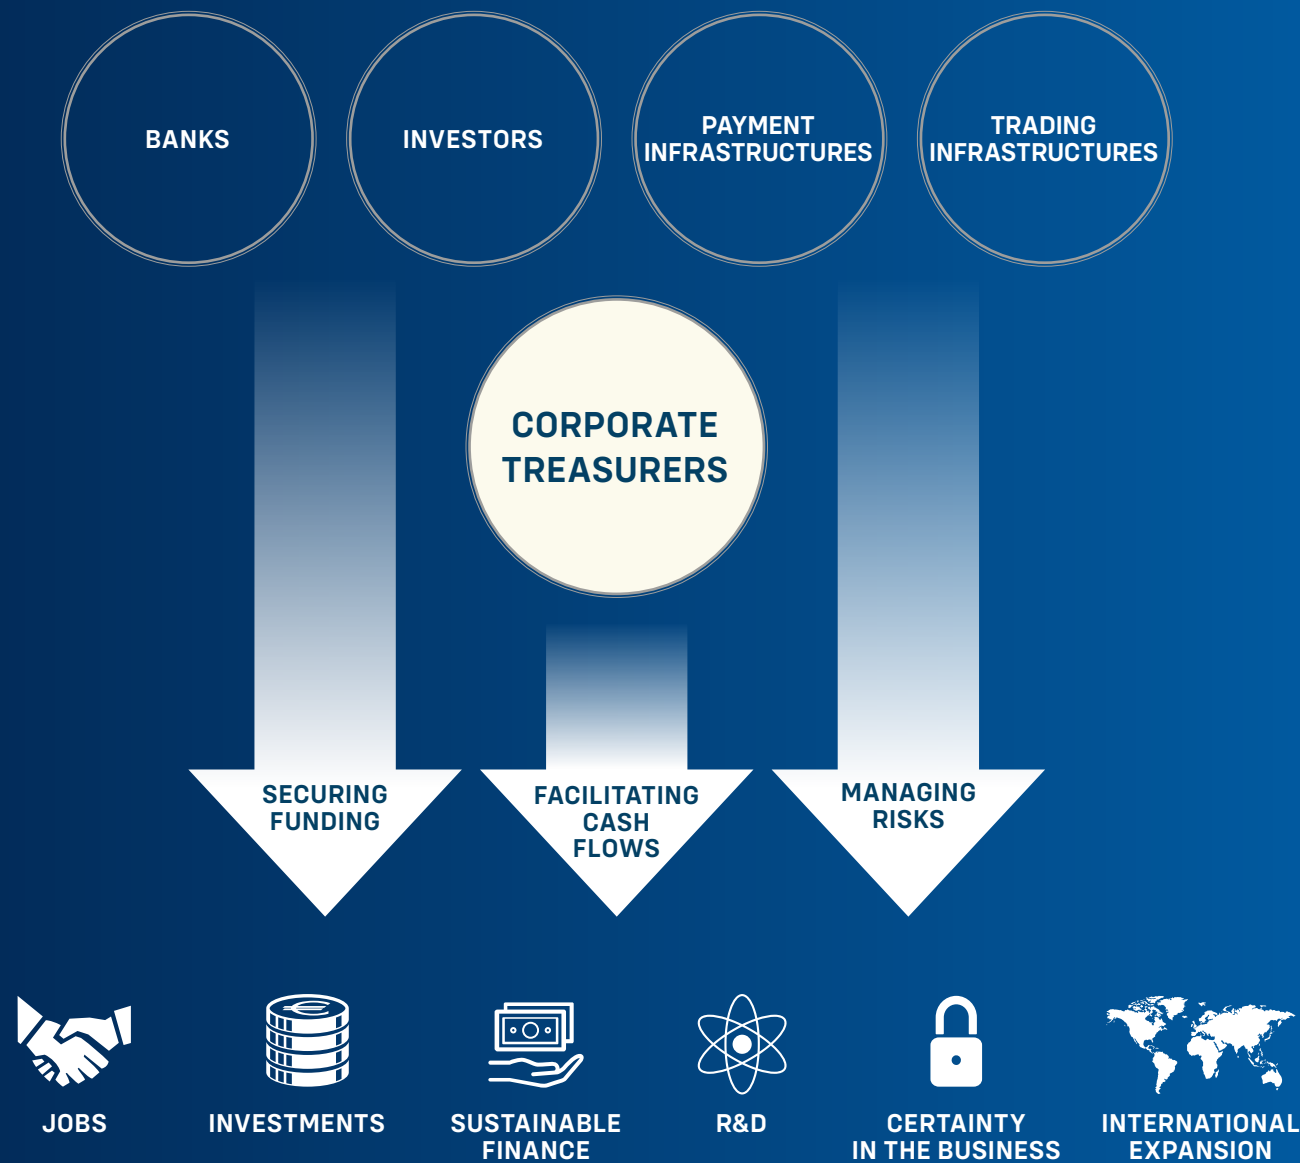 BANKS
INVESTORS
PAYMENT
INFRASTRUCTURES
TRADING
INFRASTRUCTURES
CORPORATE
TREASURERS
SECURING
FUNDING
FACILITATING
CASH
FLOWS
MANAGING
RISKS
€
JOBS
INVESTMENTS
SUSTAINABLE
FINANCE
R&D
CERTAINTY
IN THE BUSINESS
INTERNATIONAL
EXPANSION